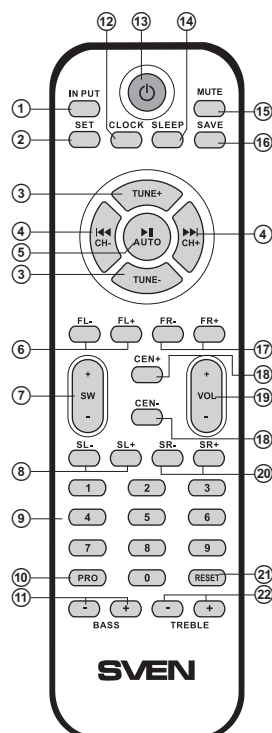 12 13 14
IN PUT MUTE
1 15
SET CLOCK SLEEP SAVE
2 16
3 TUNE+
4 CH- AUTO CH+ 4
5
3 TUNE-
FL- FL+ FR- FR+
6 17
CEN+ 18
7 + SW - + VOL - 19
CEN- 18
SL- SL+ SR- SR+
8 20
1 2 3
9 4 5 6
7 8 9
10 PRO 0 RESET 21
11 - + - + 22
BASS TREBLE
SVEN